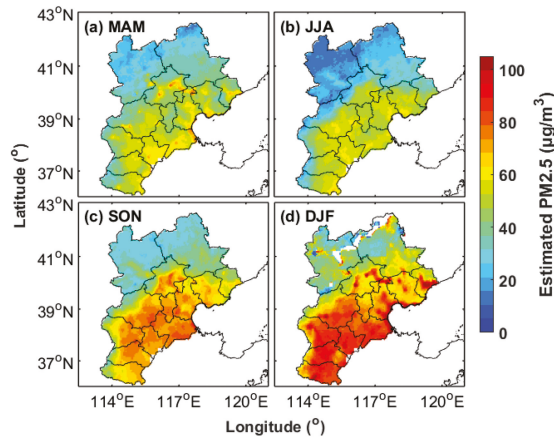 (a) MAM
(b) JJA
43°N
41°N
39°N
37°N
(c) SON
(d) DJF
43°N
41°N
39°N
37°N
114°E 117°E 120°E
114°E 117°E 120°E
Latitude (°)
Longitude (°)
100
80
60
40
20
0
Estimated PM2.5 (μg/m³)